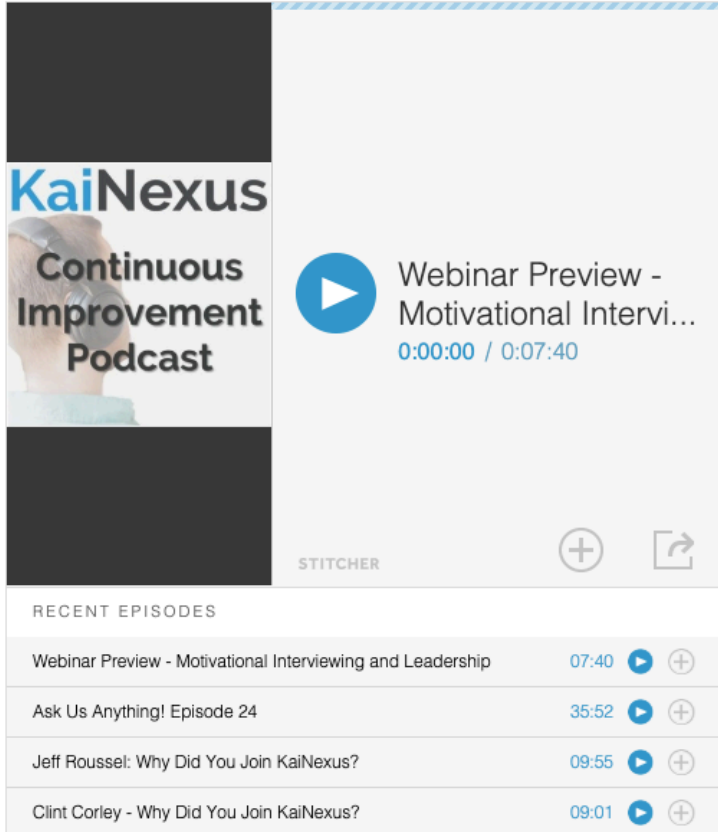 KaiNexus
Continuous
Improvement
Podcast
Webinar Preview -
Motivational Intervi...
0:00:00 / 0:07:40
STITCHER
RECENT EPISODES
Webinar Preview - Motivational Interviewing and Leadership 07:40
Ask Us Anything! Episode 24 35:52
Jeff Roussel: Why Did You Join KaiNexus? 09:55
Clint Corley - Why Did You Join KaiNexus? 09:01